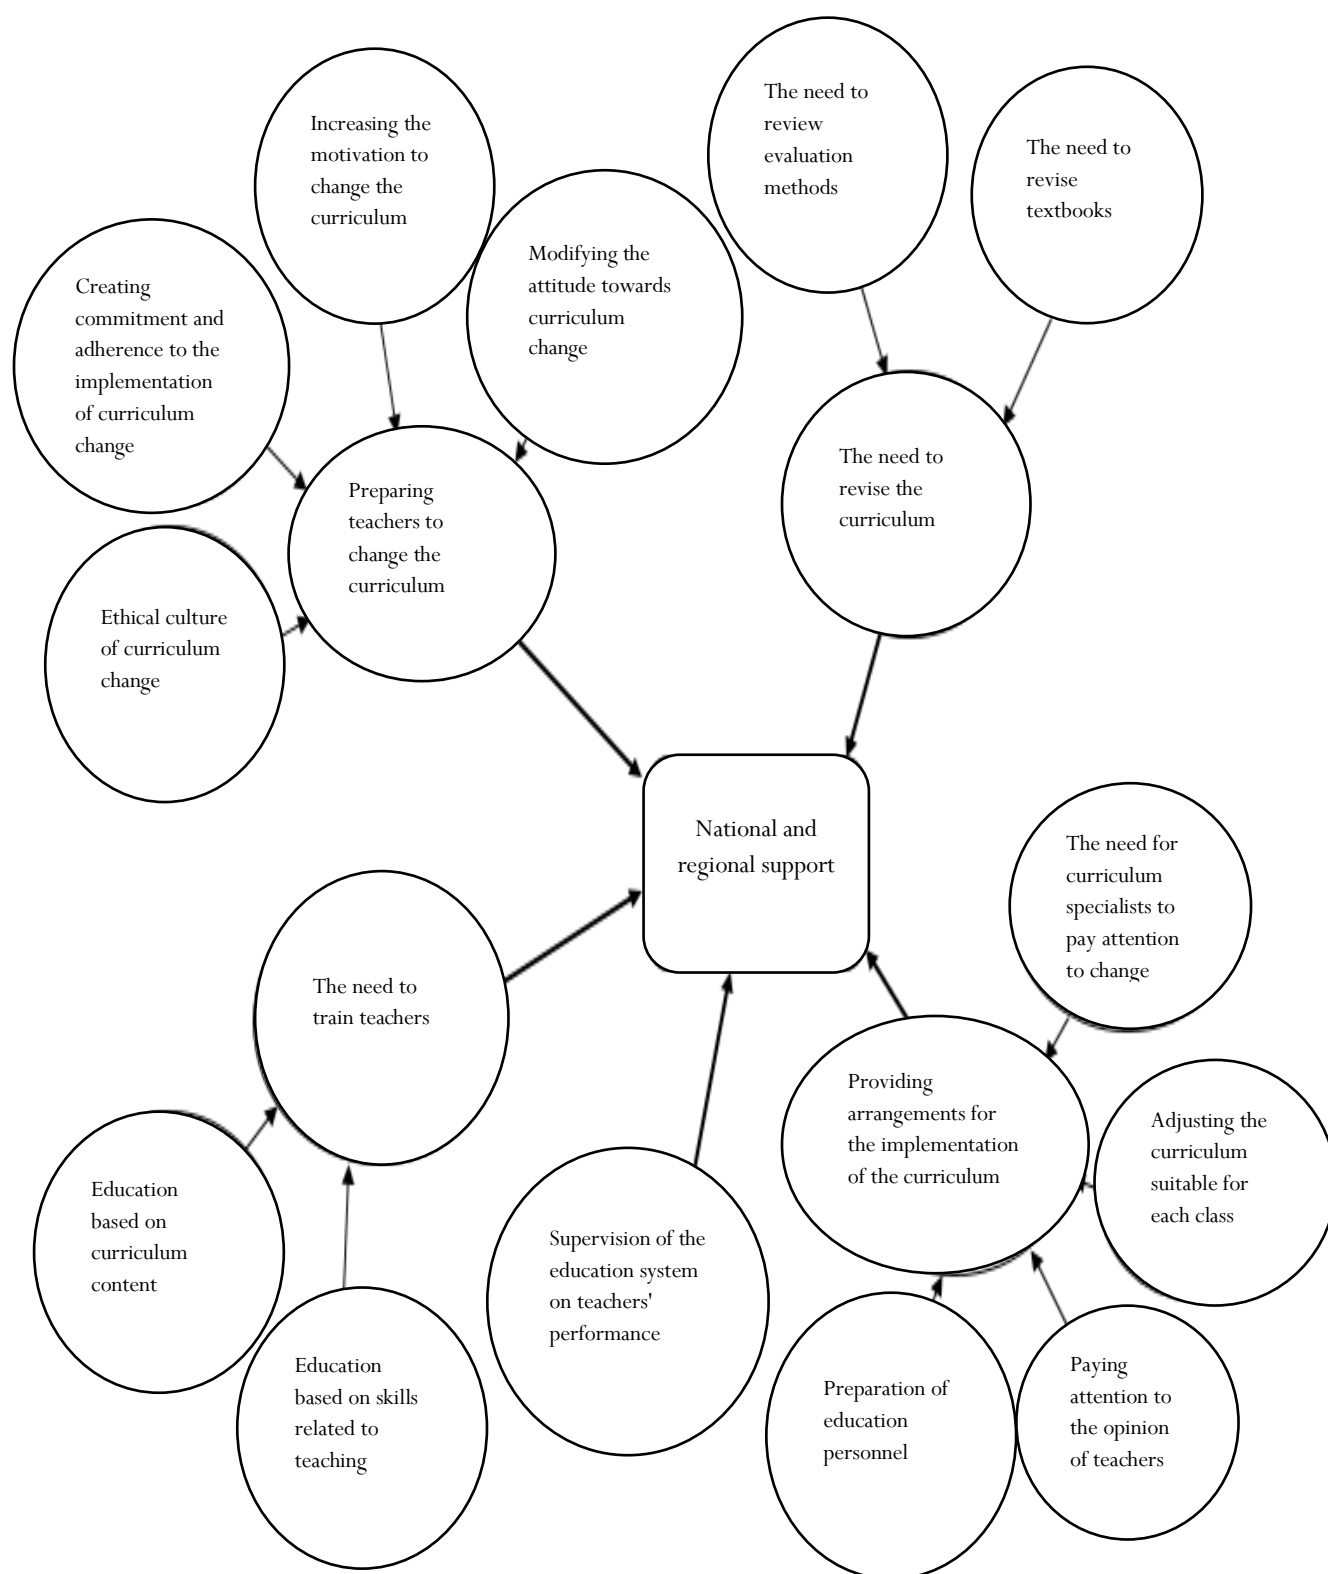 Increasing the
motivation to
change the
curriculum
The need to
review
evaluation
methods
The need to
revise
textbooks
Modifying the
attitude towards
curriculum
change
Creating
commitment and
adherence to the
implementation
of curriculum
change
Preparing
teachers to
change the
curriculum
The need to
revise the
curriculum
Ethical culture
of curriculum
change
National and
regional support
The need for
curriculum
specialists to
pay attention
to change
The need to
train teachers
Providing
arrangements for
the implementation
of the curriculum
Adjusting the
curriculum
suitable for
each class
Education
based on
curriculum
content
Supervision of the
education system
on teachers'
performance
Education
based on skills
related to
teaching
Preparation of
education
personnel
Paying
attention to
the opinion
of teachers